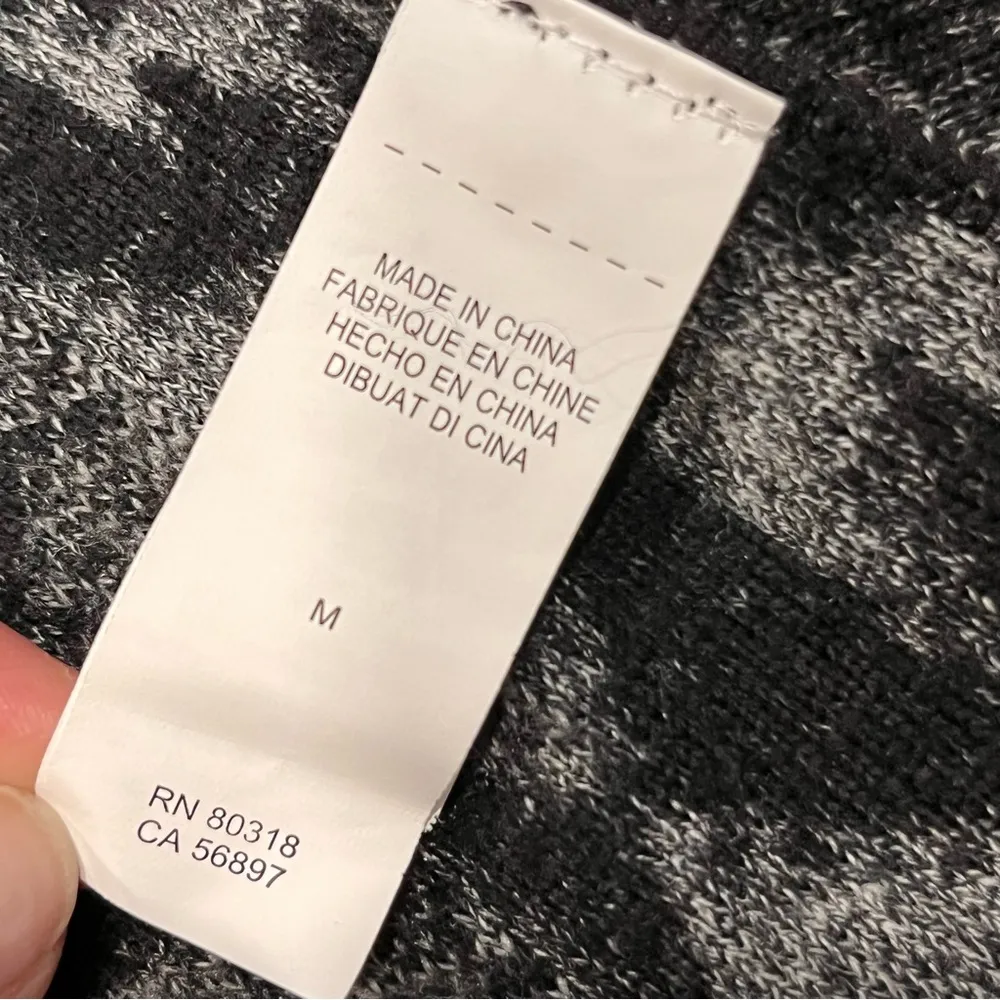 MADE IN CHINA
FABRIQUE EN CHINE
HECHO EN CHINA
DIBUAT DI CINA
M
RN 80318
CA 56897